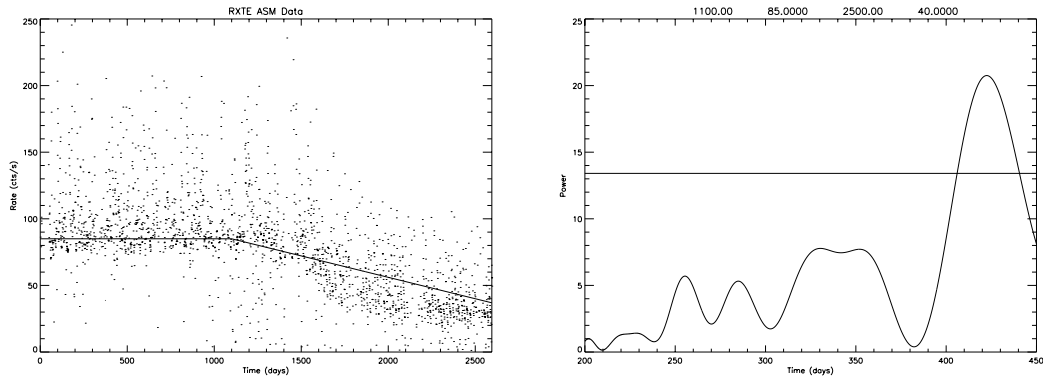 RXTE ASM Data
250
200
150
100
50
0
Rate (cts/s)
0 500 1000 1500 2000 2500
Time (days)
1100.00 85.0000 2500.00 40.0000
25
20
15
10
5
0
Power
200 250 300 350 400 450
Time (days)